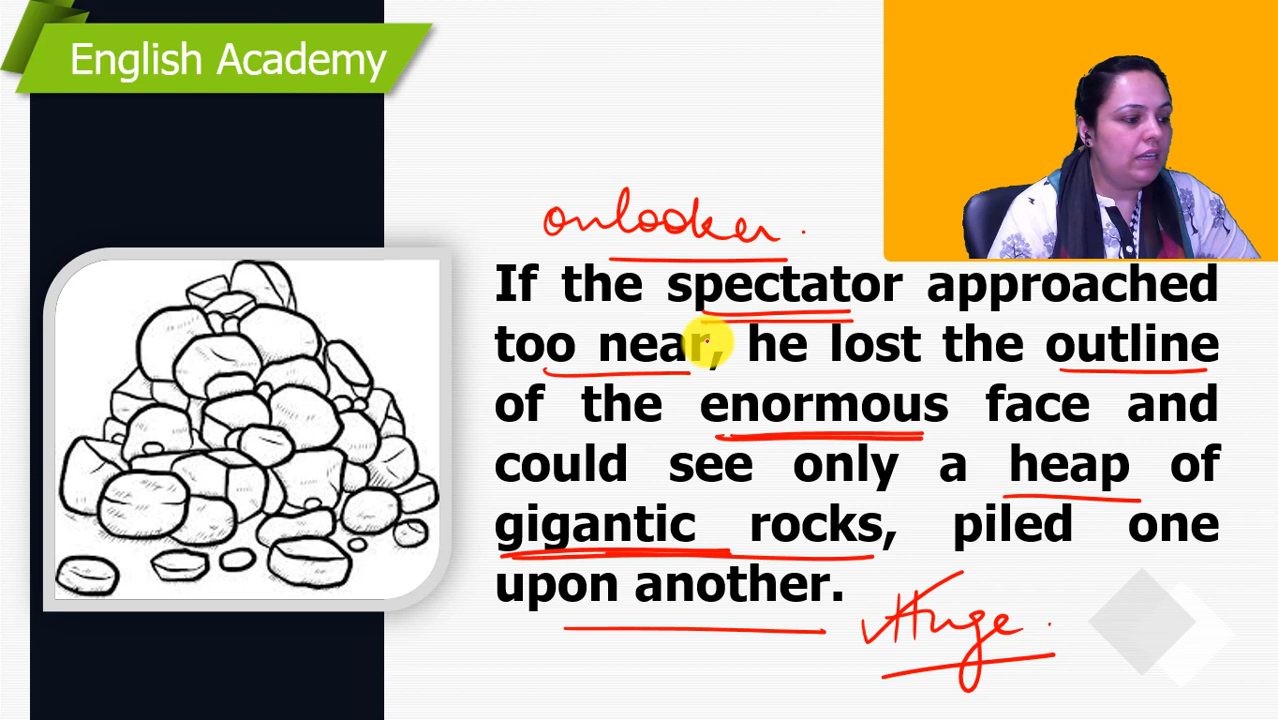 English Academy
onlooker.
If the spectator approached
too near, he lost the outline
of the enormous face and
could see only a heap of
gigantic rocks, piled one
upon another.
Huge.